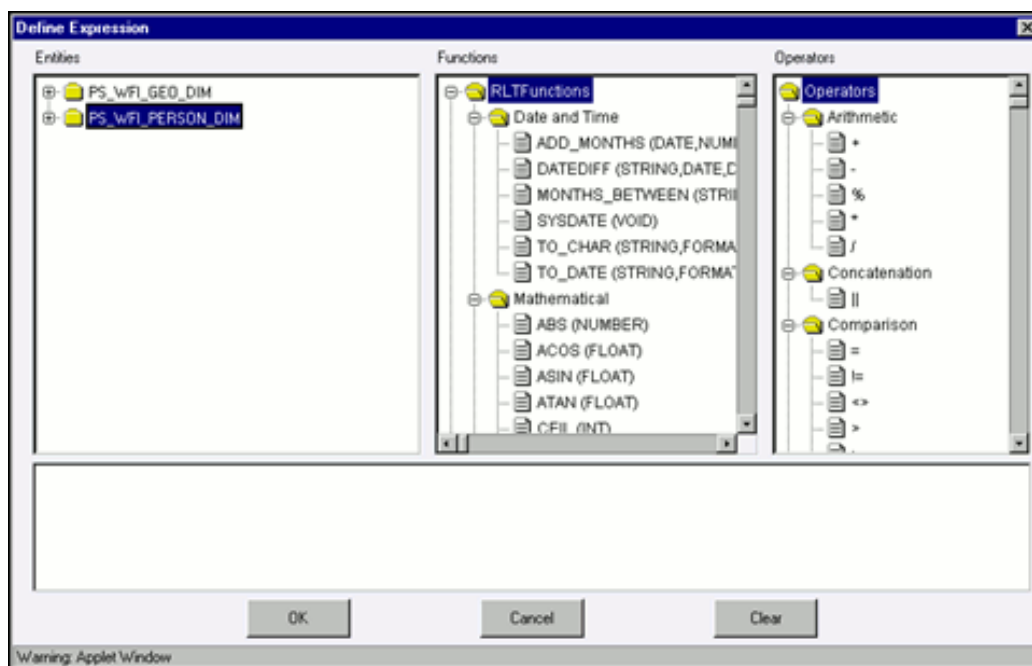 Define Expression
Entities
Functions
Operators
PS_WFI_GEO_DIM
PS_WFI_PERSON_DIM
RLTFunctions
Date and Time
ADD_MONTHS (DATE,NUM
DATEDIFF (STRING,DATE,D
MONTHS_BETWEEN (STRI
SYSDATE (VOID)
TO_CHAR (STRING,FORMA
TO_DATE (STRING,FORMAT
Mathematical
ABS (NUMBER)
ACOS (FLOAT)
ASIN (FLOAT)
ATAN (FLOAT)
CEIL (INT)
Operators
Arithmetic
+
-
%
*
/
Concatenation
||
Comparison
=
!=
<>
>
OK
Cancel
Clear
Warning: Applet Window